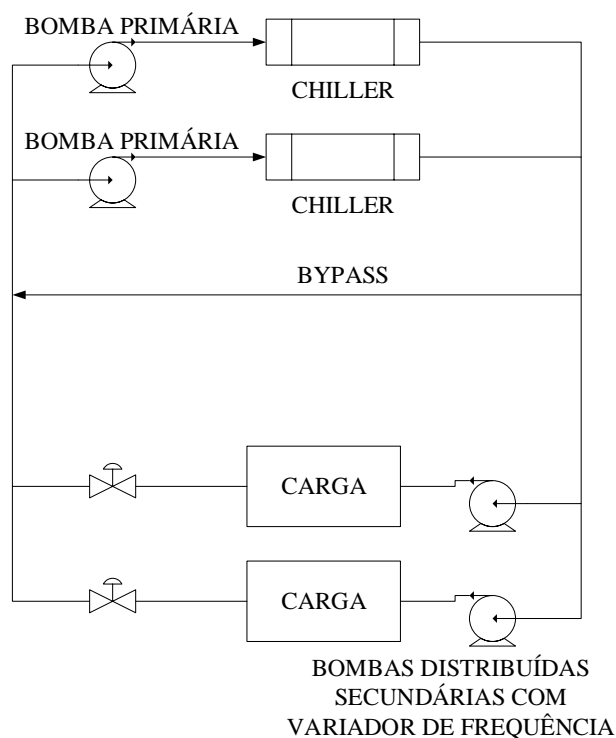 BOMBA PRIMÁRIA
CHILLER
BOMBA PRIMÁRIA
CHILLER
BYPASS
CARGA
CARGA
BOMBAS DISTRIBUÍDAS
SECUNDÁRIAS COM
VARIADOR DE FREQUÊNCIA